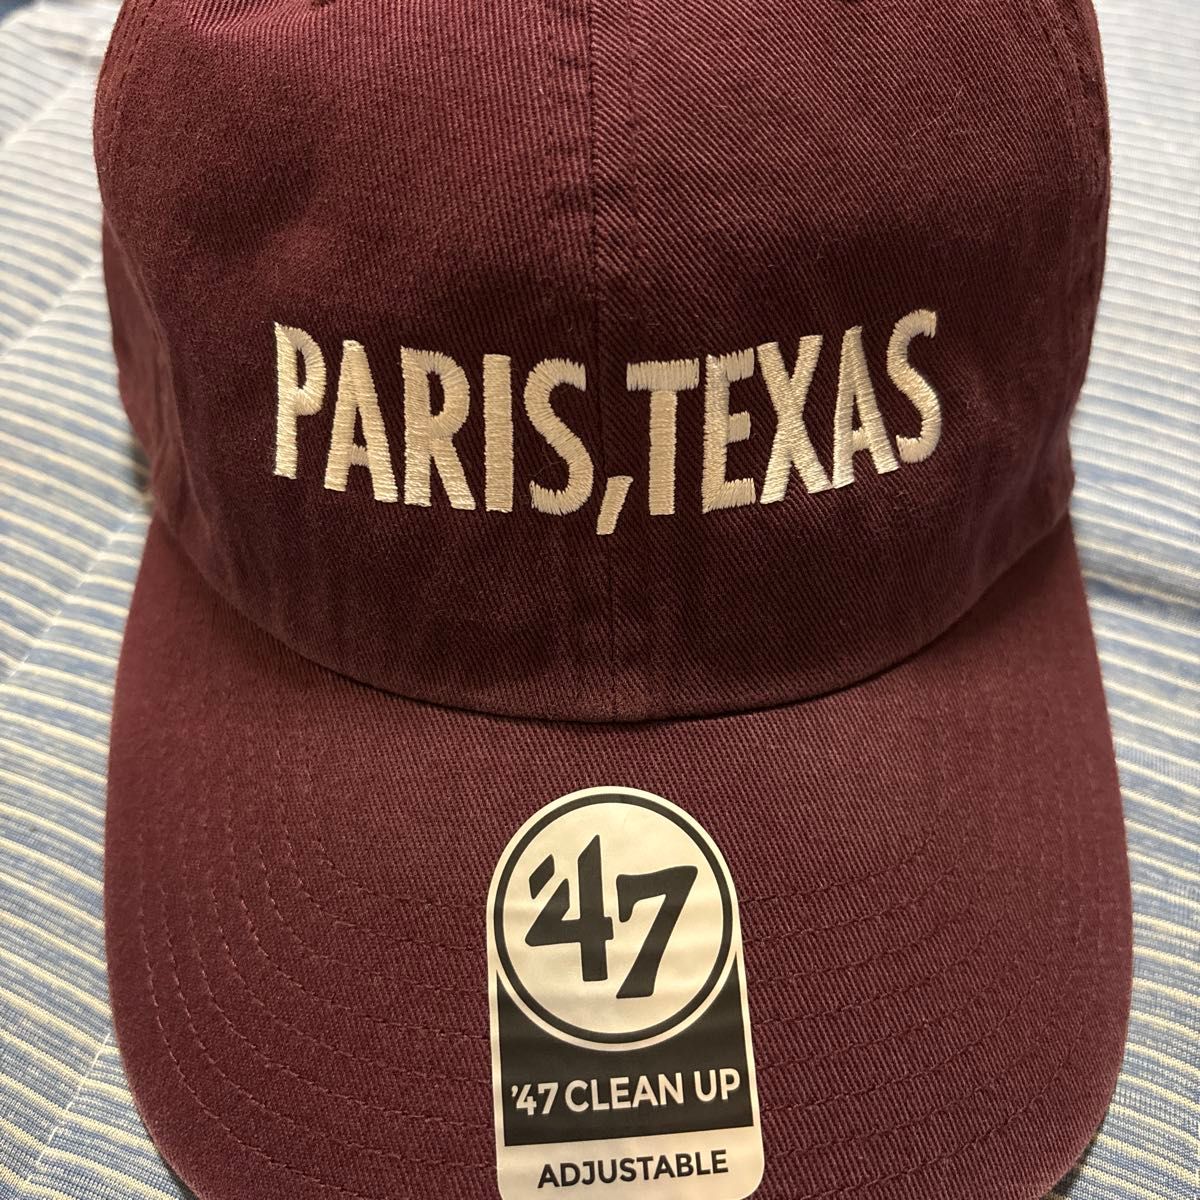 PARIS,TEXAS
'47
'47 CLEAN UP
ADJUSTABLE